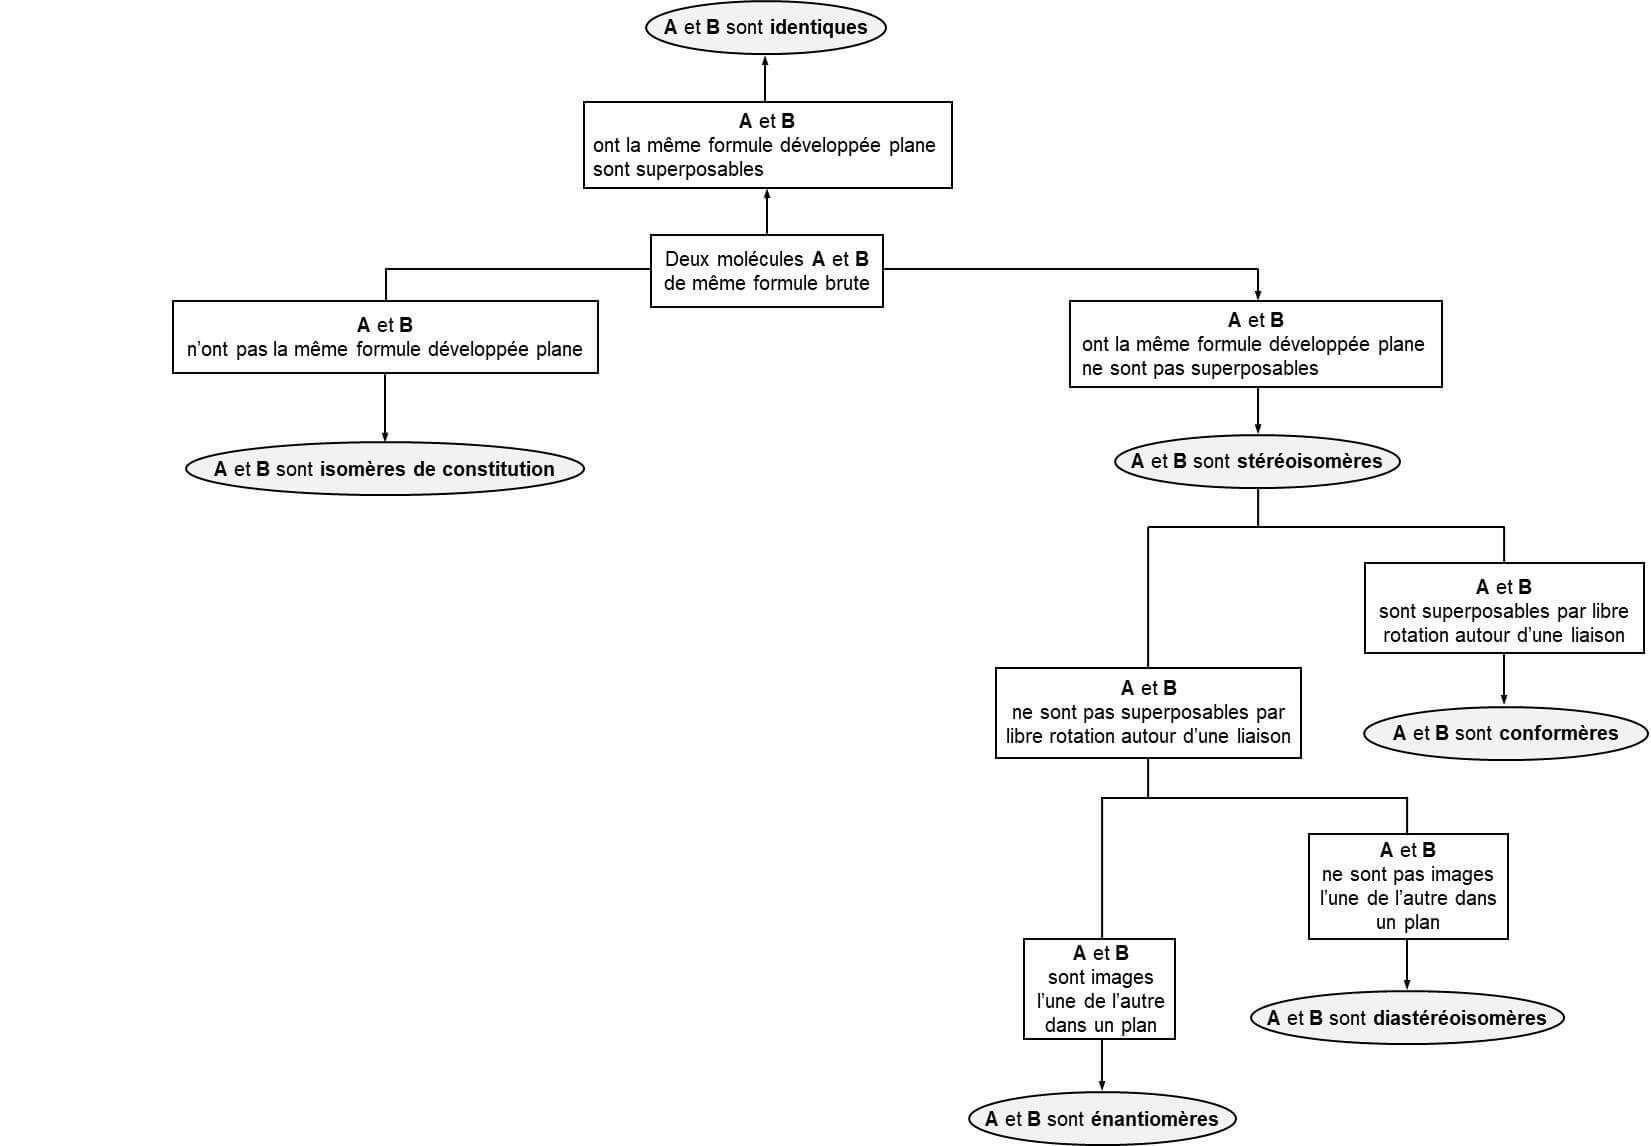 A et B sont identiques
A et B
ont la même formule développée plane
sont superposables
Deux molécules A et B
de même formule brute
A et B
n’ont pas la même formule développée plane
A et B
ont la même formule développée plane
ne sont pas superposables
A et B sont isomères de constitution
A et B sont stéréoisomères
A et B
sont superposables par libre
rotation autour d’une liaison
A et B
ne sont pas superposables par
libre rotation autour d’une liaison
A et B sont conformères
A et B
ne sont pas images
l’une de l’autre dans
un plan
A et B
sont images
l’une de l’autre
dans un plan
A et B sont diastéréoisomères
A et B sont énantiomères